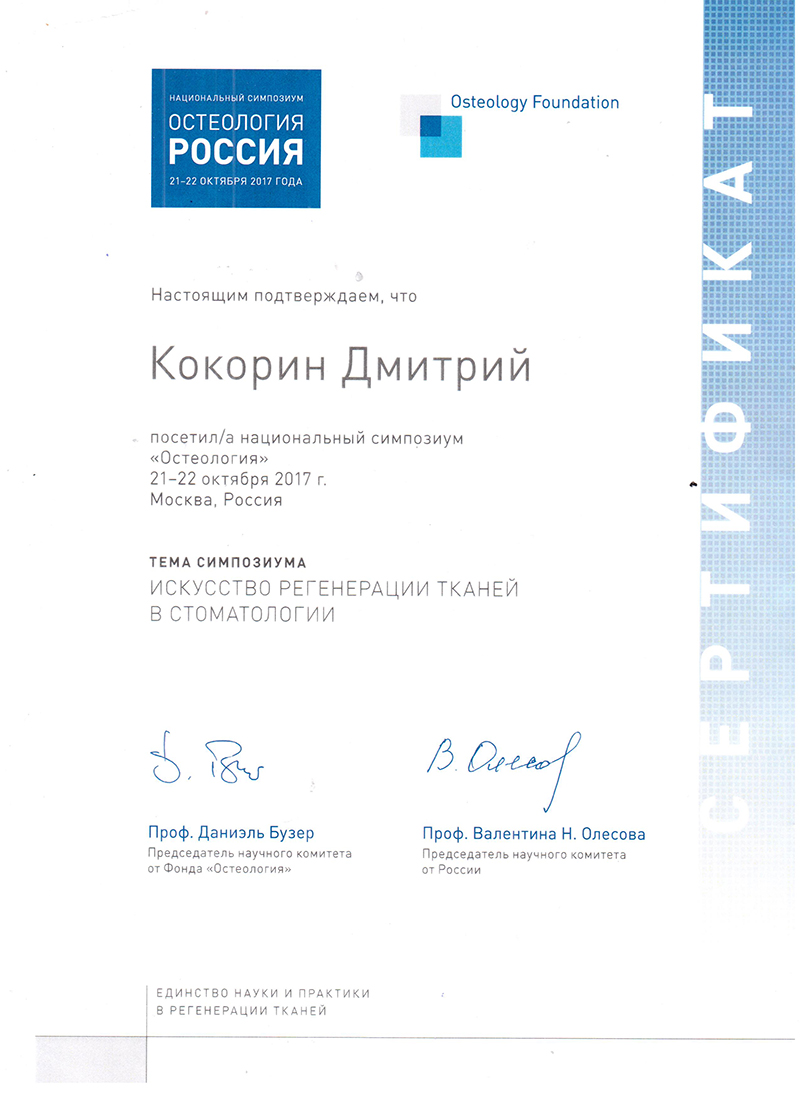 НАЦИОНАЛЬНЫЙ СИМПОЗИУМ
ОСТЕОЛОГИЯ
РОССИЯ
21–22 ОКТЯБРЯ 2017 ГОДА
Osteology Foundation
СЕРТИФИКАТ
Настоящим подтверждаем, что
Кокорин Дмитрий
посетил/а национальный симпозиум
«Остеология»
21–22 октября 2017 г.
Москва, Россия
ТЕМА СИМПОЗИУМА
ИСКУССТВО РЕГЕНЕРАЦИИ ТКАНЕЙ
В СТОМАТОЛОГИИ
В. Олесов
Проф. Даниэль Бузер
Председатель научного комитета
от Фонда «Остеология»
Проф. Валентина Н. Олесова
Председатель научного комитета
от России
ЕДИНСТВО НАУКИ И ПРАКТИКИ
В РЕГЕНЕРАЦИИ ТКАНЕЙ